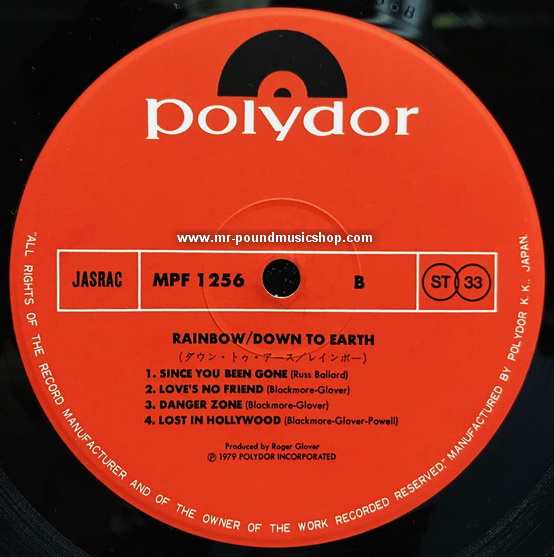 polydor
www.mr-poundmusicshop.com
JASRAC
MPF 1256
B
ST 33
RAINBOW/DOWN TO EARTH
(ダウン・トゥ・アース/レインボー)
1. SINCE YOU BEEN GONE (Russ Ballard)
2. LOVE'S NO FRIEND (Blackmore-Glover)
3. DANGER ZONE (Blackmore-Glover)
4. LOST IN HOLLYWOOD (Blackmore-Glover-Powell)
Produced by Roger Glover
Ⓟ 1979 POLYDOR INCORPORATED
"ALL RIGHTS OF THE RECORD MANUFACTURER AND OF THE OWNER OF THE WORK RECORDED RESERVED," MANUFACTURED BY POLYDOR K.K., JAPAN.